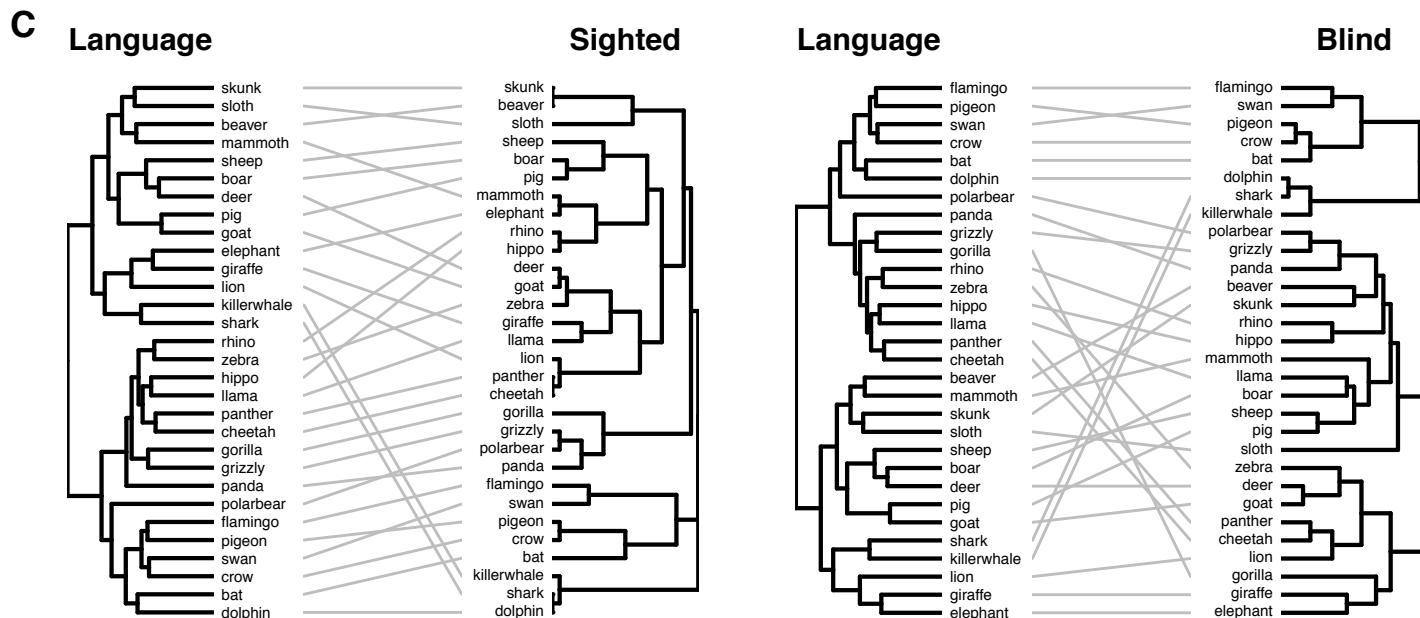 C
Language
skunk
sloth
beaver
mammoth
sheep
boar
deer
pig
goat
elephant
giraffe
lion
killerwhale
shark
rhino
zebra
hippo
llama
panther
cheetah
gorilla
grizzly
panda
polarbear
flamingo
pigeon
swan
crow
bat
dolphin
Sighted
skunk
beaver
sloth
sheep
boar
pig
mammoth
elephant
rhino
hippo
deer
goat
zebra
giraffe
llama
lion
panther
cheetah
gorilla
grizzly
polarbear
panda
flamingo
swan
pigeon
crow
bat
killerwhale
shark
dolphin
Language
flamingo
pigeon
swan
crow
bat
dolphin
polarbear
panda
grizzly
gorilla
rhino
zebra
hippo
llama
panther
cheetah
beaver
mammoth
skunk
sloth
sheep
boar
deer
pig
goat
shark
killerwhale
lion
giraffe
elephant
Blind
flamingo
swan
pigeon
crow
bat
dolphin
shark
killerwhale
polarbear
grizzly
panda
beaver
skunk
rhino
hippo
mammoth
llama
boar
sheep
pig
sloth
zebra
deer
goat
panther
cheetah
lion
gorilla
giraffe
elephant